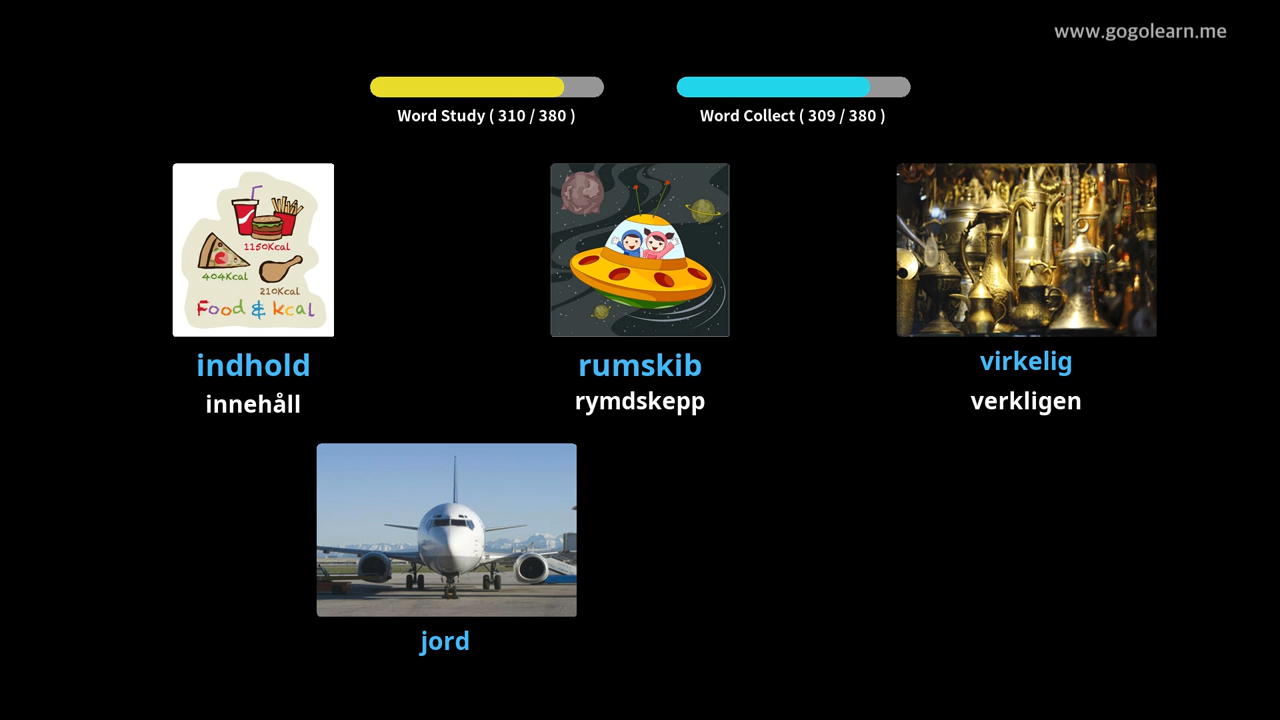 www.gogolearn.me
Word Study ( 310 / 380 )
Word Collect ( 309 / 380 )
1150Kcal
404Kcal
210Kcal
Food & kcal
indhold
innehåll
rumskib
rymdskepp
virkelig
verkligen
jord